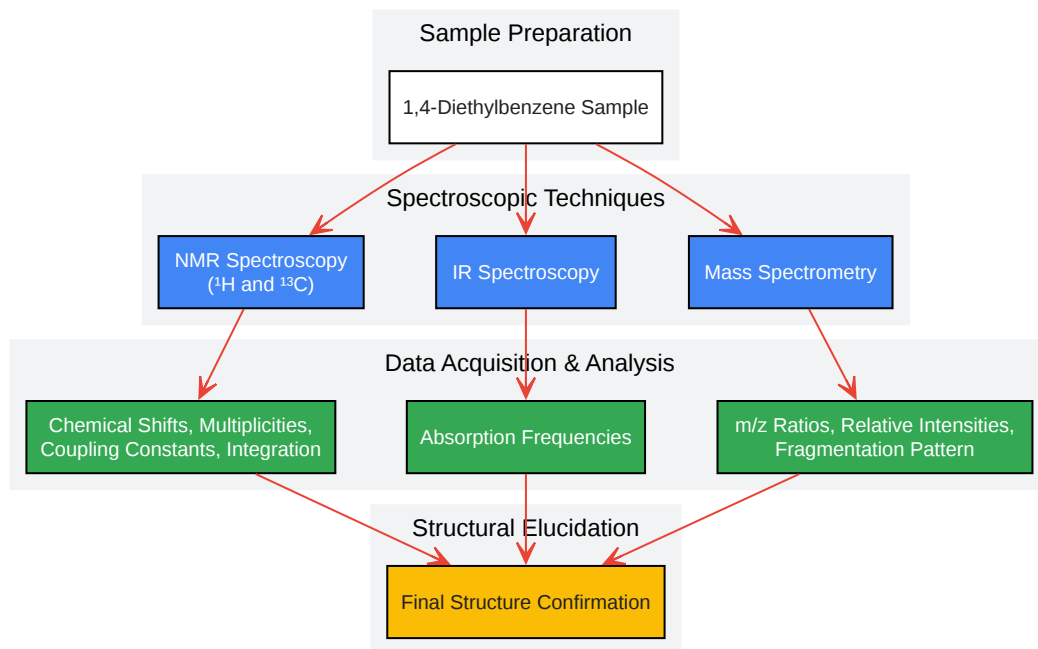 Sample Preparation
1,4-Diethylbenzene Sample
Spectroscopic Techniques
NMR Spectroscopy
(¹H and ¹³C)
IR Spectroscopy
Mass Spectrometry
Data Acquisition & Analysis
Chemical Shifts, Multiplicities,
Coupling Constants, Integration
Absorption Frequencies
m/z Ratios, Relative Intensities,
Fragmentation Pattern
Structural Elucidation
Final Structure Confirmation